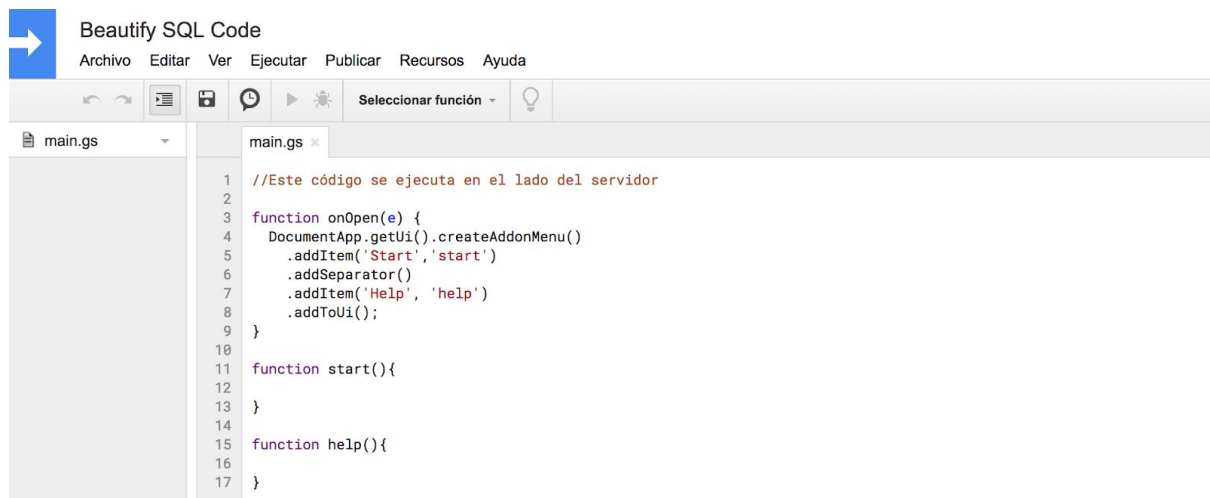 Beautify SQL Code
Archivo Editar Ver Ejecutar Publicar Recursos Ayuda
Seleccionar función
main.gs
main.gs ×
1 //Este código se ejecuta en el lado del servidor
2
3 function onOpen(e) {
4 DocumentApp.getUi().createAddonMenu()
5 .addItem('Start','start')
6 .addSeparator()
7 .addItem('Help', 'help')
8 .addToUi();
9 }
10
11 function start(){
12
13 }
14
15 function help(){
16
17 }